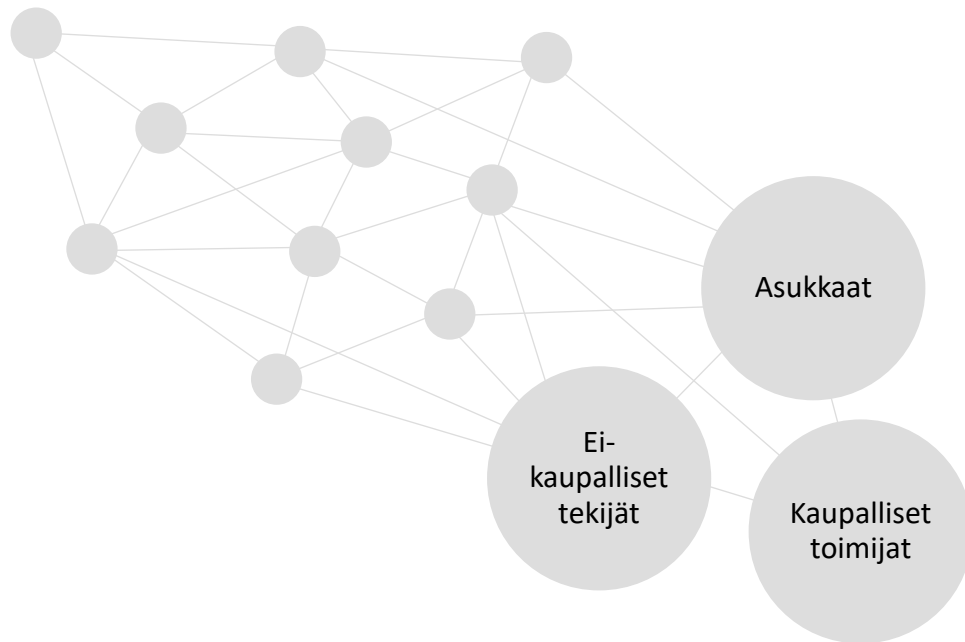 Asukkaat
Ei-
kaupalliset
tekijät
Kaupalliset
toimijat